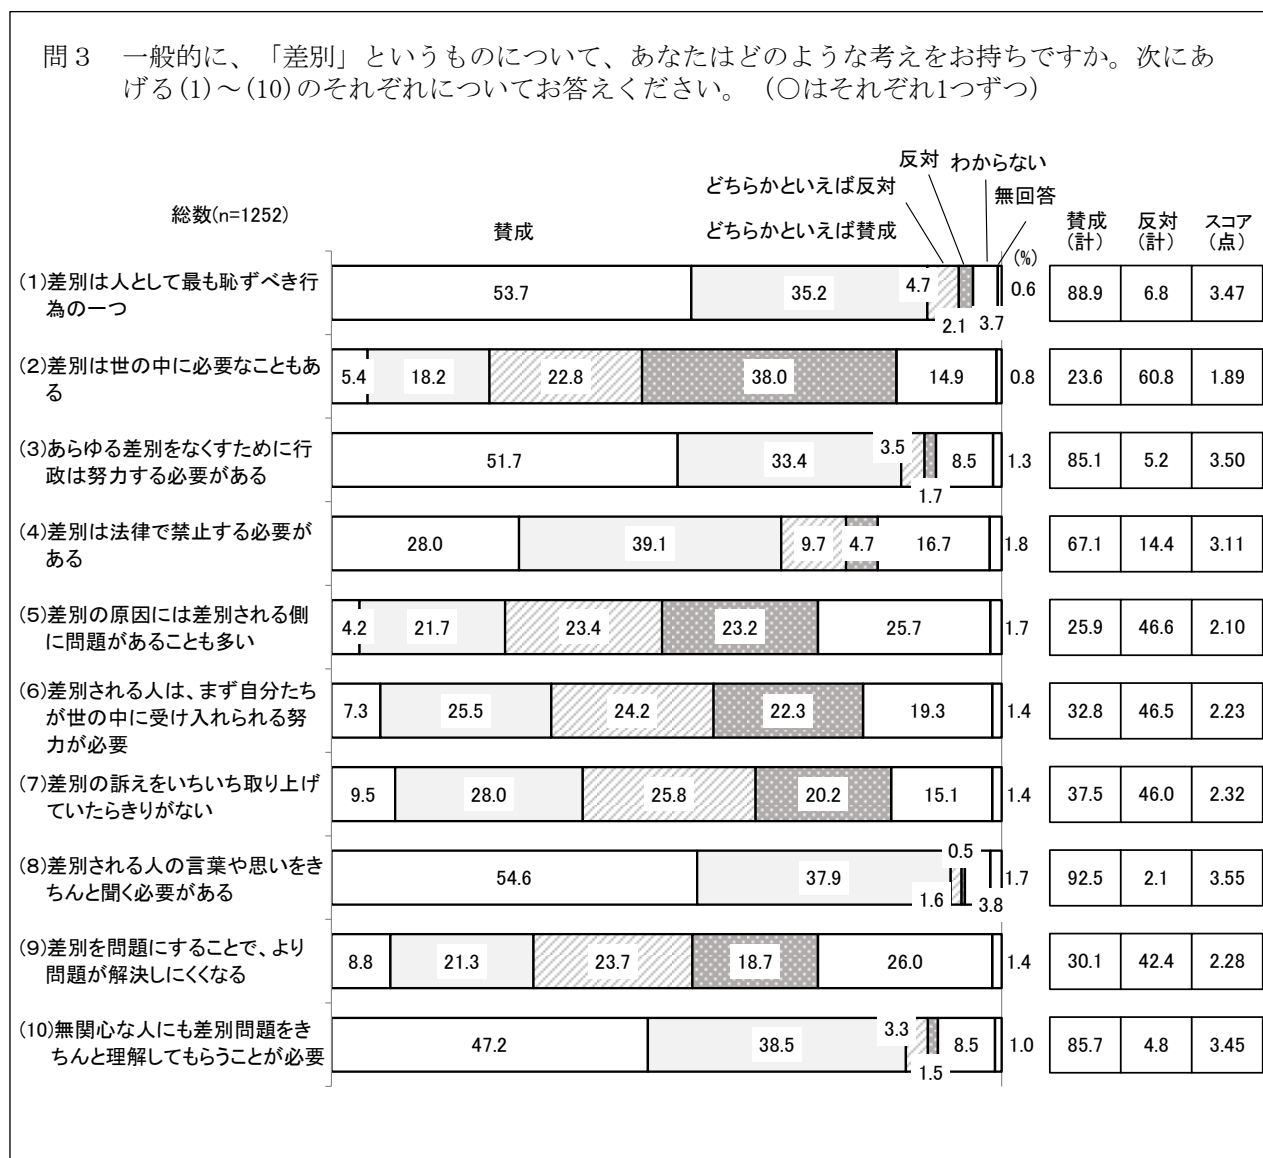 問３　一般的に、「差別」というものについて、あなたはどのような考えをお持ちですか。次にあ
げる(1)～(10)のそれぞれについてお答えください。（○はそれぞれ1つずつ）
反対 わからない
どちらかといえば反対 無回答
総数(n=1252) 賛成 どちらかといえば賛成 賛成 反対 スコア
(計) (計) (点)
(%)
(1)差別は人として最も恥ずべき行
為の一つ
53.7 35.2 4.7 2.1 3.7 0.6 88.9 6.8 3.47
(2)差別は世の中に必要なこともあ
る
5.4 18.2 22.8 38.0 14.9 0.8 23.6 60.8 1.89
(3)あらゆる差別をなくすために行
政は努力する必要がある
51.7 33.4 3.5 1.7 8.5 1.3 85.1 5.2 3.50
(4)差別は法律で禁止する必要が
ある
28.0 39.1 9.7 4.7 16.7 1.8 67.1 14.4 3.11
(5)差別の原因には差別される側
に問題があることも多い
4.2 21.7 23.4 23.2 25.7 1.7 25.9 46.6 2.10
(6)差別される人は、まず自分たち
が世の中に受け入れられる努
力が必要
7.3 25.5 24.2 22.3 19.3 1.4 32.8 46.5 2.23
(7)差別の訴えをいちいち取り上げ
ていたらきりがない
9.5 28.0 25.8 20.2 15.1 1.4 37.5 46.0 2.32
(8)差別される人の言葉や思いをき
ちんと聞く必要がある
54.6 37.9 1.6 0.5 3.8 1.7 92.5 2.1 3.55
(9)差別を問題にすることで、より
問題が解決しにくくなる
8.8 21.3 23.7 18.7 26.0 1.4 30.1 42.4 2.28
(10)無関心な人にも差別問題をき
ちんと理解してもらうことが必要
47.2 38.5 3.3 1.5 8.5 1.0 85.7 4.8 3.45